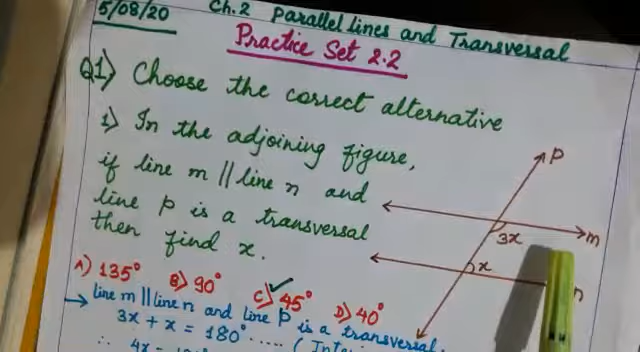 5/08/20 Ch.2 Parallel lines and Transversal
Practice Set 2.2
Q1) Choose the correct alternative
1) In the adjoining figure,
if line m || line n and
line p is a transversal
then find x.
A) 135° B) 90° C) 45° D) 40°
→ line m || line n and line p is a transversal.
3x + x = 180° ..... (
∴ 4x =
p
3x
m
x
n